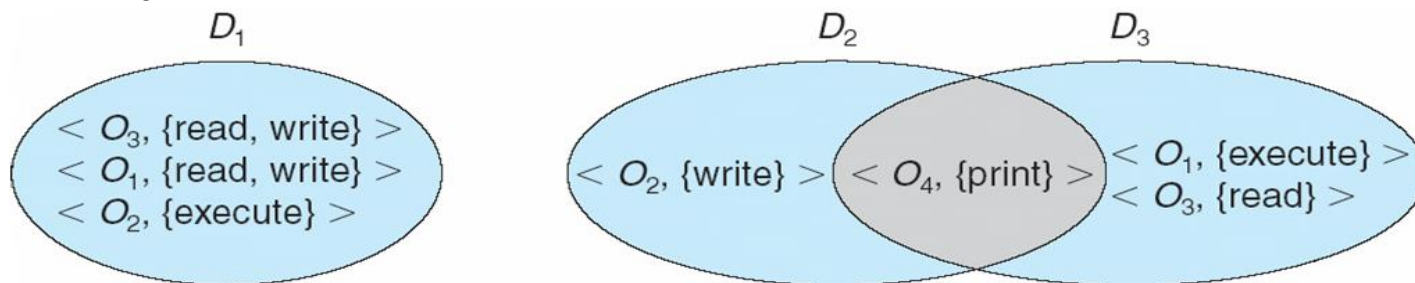 D₁
D₂
D₃
< O₃, {read, write} >
< O₁, {read, write} >
< O₂, {execute} >
< O₂, {write} >
< O₄, {print} >
< O₁, {execute} >
< O₃, {read} >